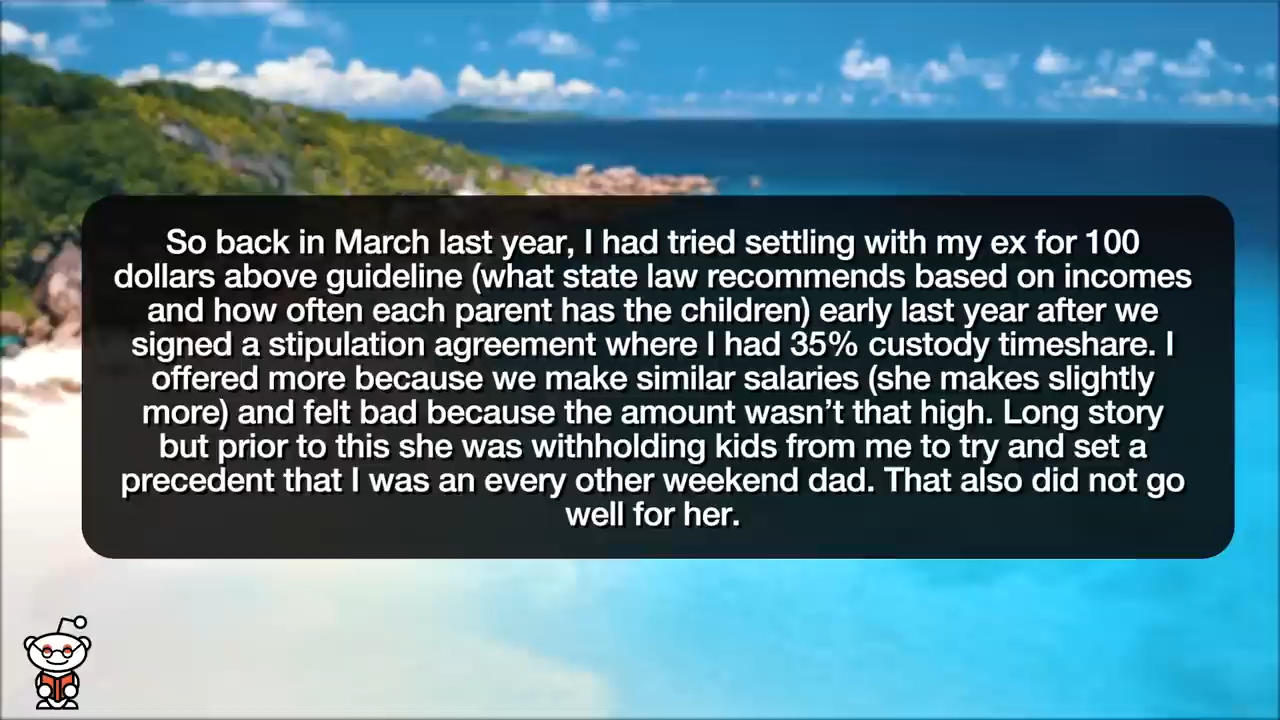 So back in March last year, I had tried settling with my ex for 100
dollars above guideline (what state law recommends based on incomes
and how often each parent has the children) early last year after we
signed a stipulation agreement where I had 35% custody timeshare. I
offered more because we make similar salaries (she makes slightly
more) and felt bad because the amount wasn’t that high. Long story
but prior to this she was withholding kids from me to try and set a
precedent that I was an every other weekend dad. That also did not go
well for her.